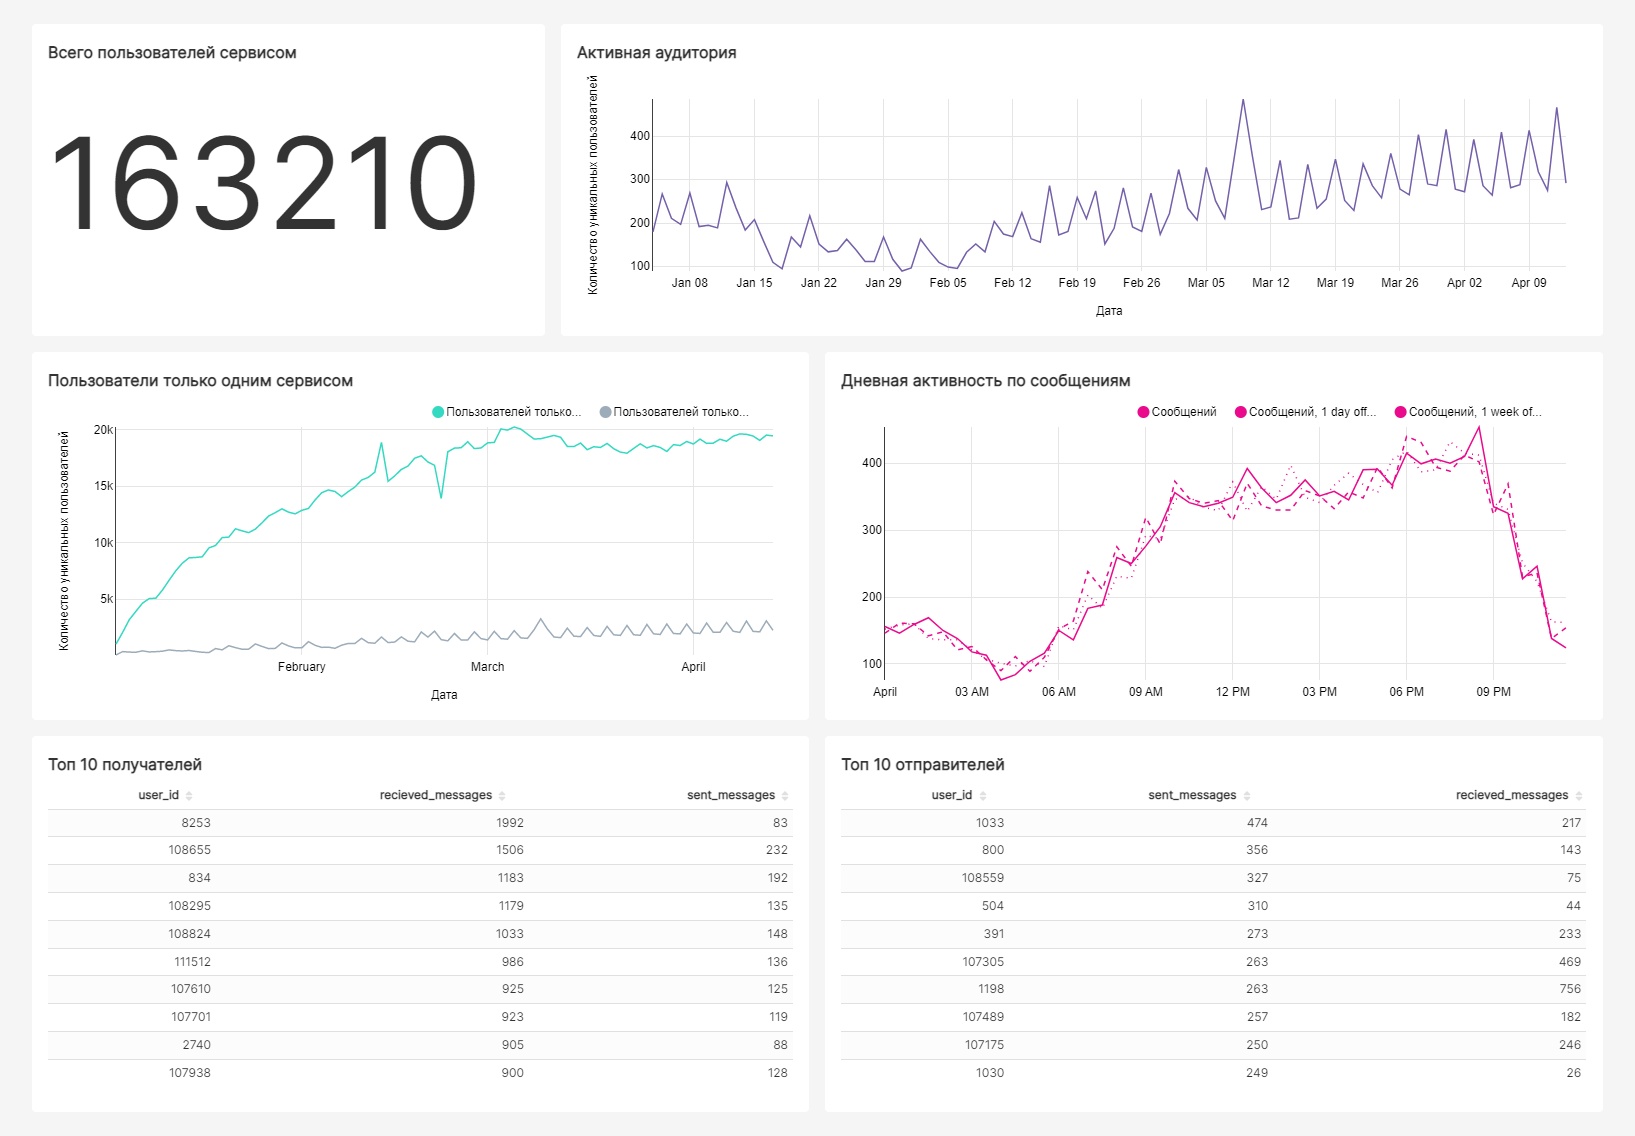 Всего пользователей сервисом
163210
Активная аудитория
Количество уникальных пользователей
400
300
200
100
Jan 08 Jan 15 Jan 22 Jan 29 Feb 05 Feb 12 Feb 19 Feb 26 Mar 05 Mar 12 Mar 19 Mar 26 Apr 02 Apr 09
Дата
Пользователи только одним сервисом
Пользователей только... Пользователей только...
Количество уникальных пользователей
20k
15k
10k
5k
February March April
Дата
Дневная активность по сообщениям
Сообщений Сообщений, 1 day off... Сообщений, 1 week of...
400
300
200
100
April 03 AM 06 AM 09 AM 12 PM 03 PM 06 PM 09 PM
Топ 10 получателей
user_id recieved_messages sent_messages
8253 1992 83
108655 1506 232
834 1183 192
108295 1179 135
108824 1033 148
111512 986 136
107610 925 125
107701 923 119
2740 905 88
107938 900 128
Топ 10 отправителей
user_id sent_messages recieved_messages
1033 474 217
800 356 143
108559 327 75
504 310 44
391 273 233
107305 263 469
1198 263 756
107489 257 182
107175 250 246
1030 249 26